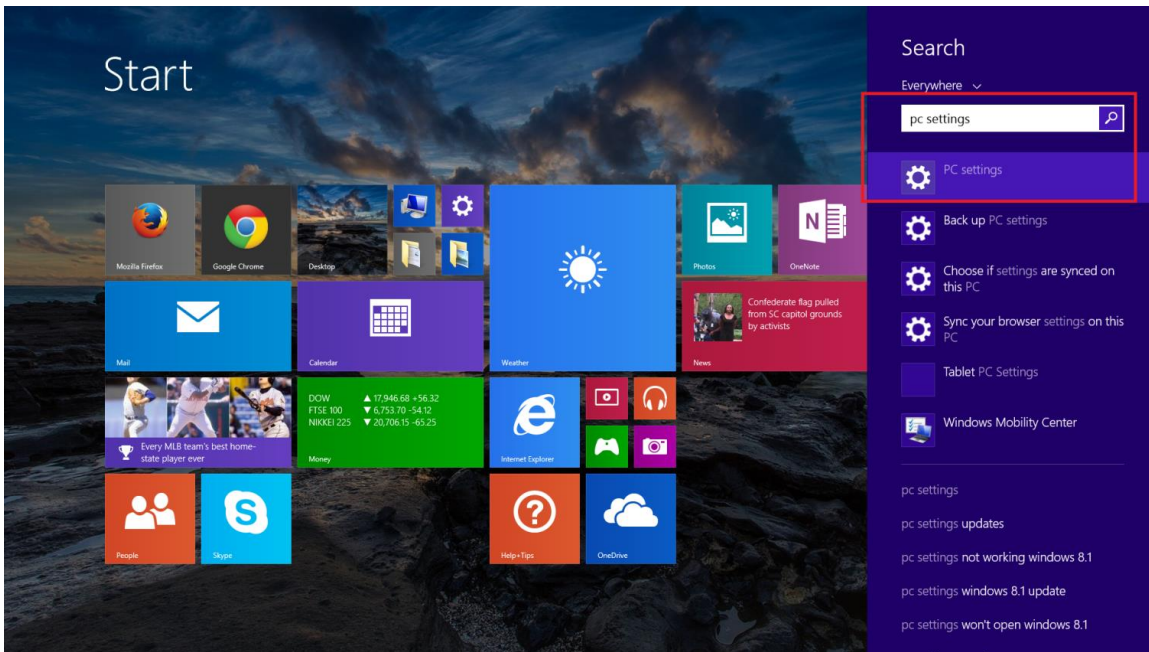 Start
Mozilla Firefox
Google Chrome
Desktop
Photos
N
OneNote
Mail
Calendar
Weather
Confederate flag pulled
from SC capitol grounds
by activists
News
Every MLB team's best home-
state player ever
DOW ▲ 17,946.68 +56.32
FTSE 100 ▼ 6,753.70 -54.12
NIKKEI 225 ▼ 20,706.15 -65.25
Money
Internet Explorer
People
S
Skype
?
Help+Tips
OneDrive
Search
Everywhere
pc settings
PC settings
Back up PC settings
Choose if settings are synced on
this PC
Sync your browser settings on this
PC
Tablet PC Settings
Windows Mobility Center
pc settings
pc settings updates
pc settings not working windows 8.1
pc settings windows 8.1 update
pc settings won't open windows 8.1